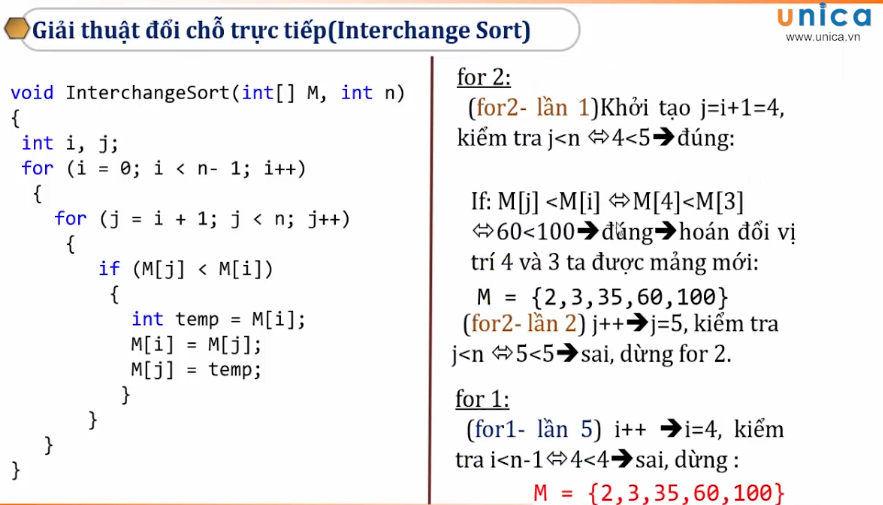 Giải thuật đổi chỗ trực tiếp(Interchange Sort)
unica
www.unica.vn
void InterchangeSort(int[] M, int n)
{
int i, j;
for (i = 0; i < n- 1; i++)
{
for (j = i + 1; j < n; j++)
{
if (M[j] < M[i])
{
int temp = M[i];
M[i] = M[j];
M[j] = temp;
}
}
}
}
for 2:
(for2- lần 1)Khởi tạo j=i+1=4,
kiểm tra j<n ⇔4<5➔đúng:
If: M[j] <M[i] ⇔M[4]<M[3]
⇔60<100➔đúng➔hoán đổi vị
trí 4 và 3 ta được mảng mới:
M = {2,3,35,60,100}
(for2- lần 2) j++➔j=5, kiểm tra
j<n ⇔5<5➔sai, dừng for 2.
for 1:
(for1- lần 5) i++ ➔i=4, kiểm
tra i<n-1⇔4<4➔sai, dừng :
M = {2,3,35,60,100}